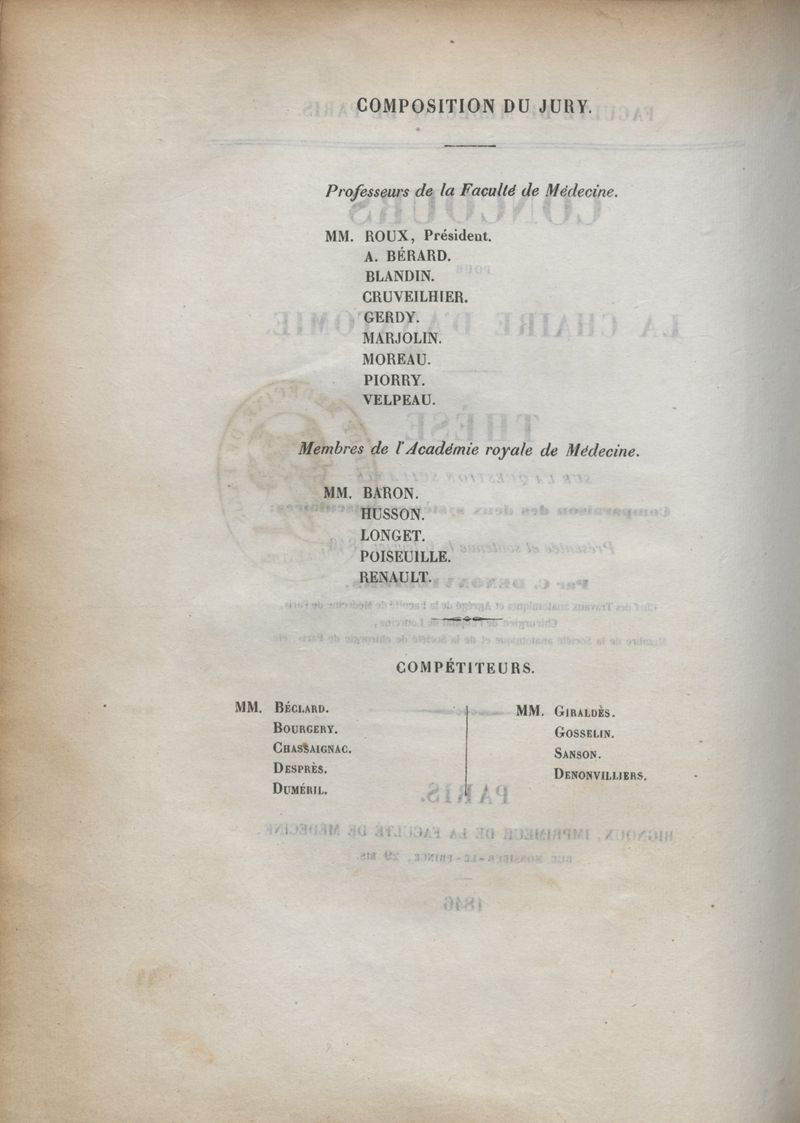 COMPOSITION DU JURY.
Professeurs de la Faculté de Médecine.
MM. ROUX, Président.
A. BÉRARD.
BLANDIN.
CRUVEILHIER.
GERDY.
MARJOLIN.
MOREAU.
PIORRY.
VELPEAU.
Membres de l'Académie royale de Médecine.
MM. BARON.
HUSSON.
LONGET.
POISEUILLE.
RENAULT.
COMPÉTITEURS.
MM. BÉCLARD.
BOURGERY.
CHASSAIGNAC.
DESPRÈS.
DUMÉRIL.
MM. GIRALDÈS.
GOSSELIN.
SANSON.
DENONVILLIERS.